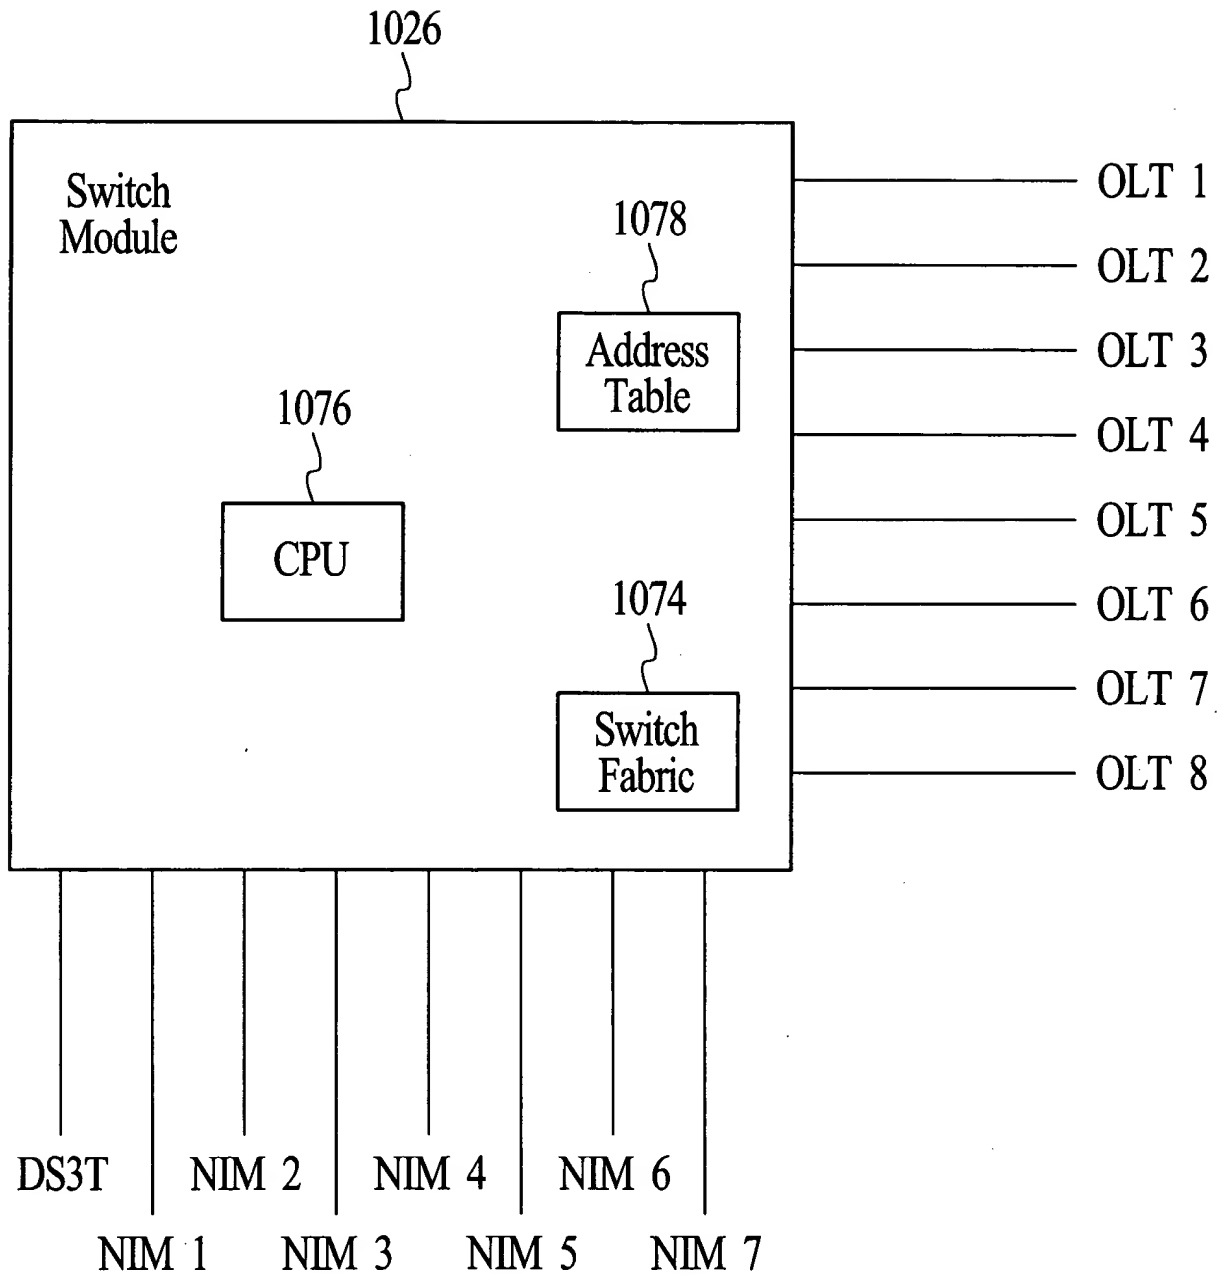 1026
Switch
Module
1078
Address
Table
1076
CPU
1074
Switch
Fabric
OLT 1
OLT 2
OLT 3
OLT 4
OLT 5
OLT 6
OLT 7
OLT 8
DS3T
NIM 2
NIM 4
NIM 6
NIM 1
NIM 3
NIM 5
NIM 7